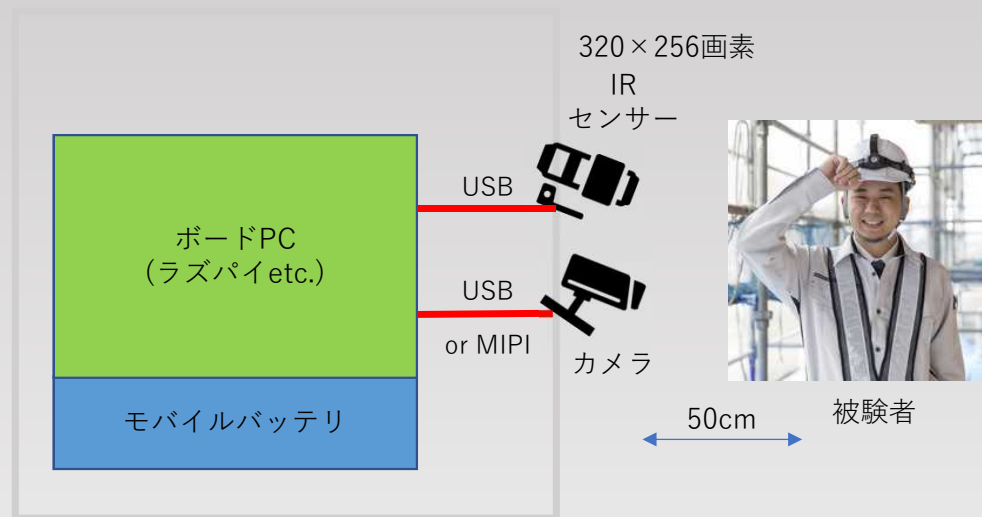 320×256画素
IR
センサー
USB
ボードPC
(ラズパイetc.)
USB
or MIPI
カメラ
モバイルバッテリ
50cm
被験者